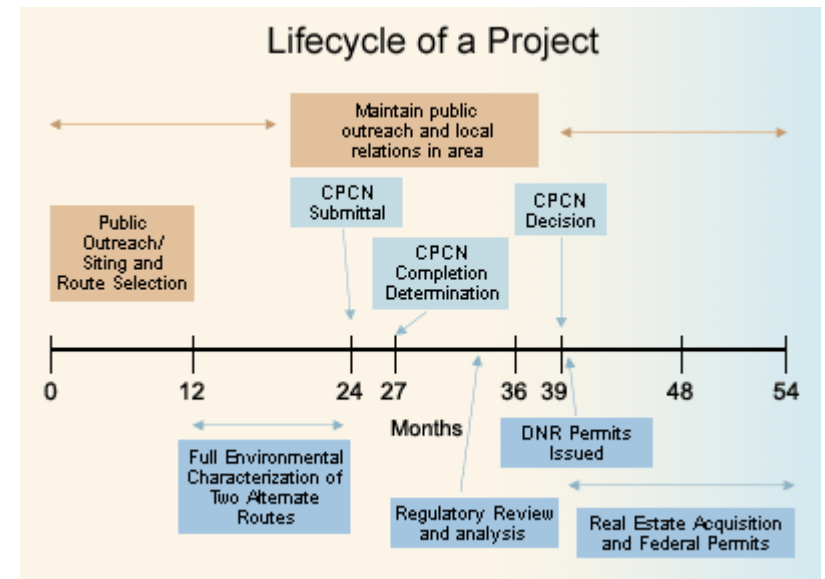 Lifecycle of a Project
Maintain public
outreach and local
relations in area
CPCN
Submittal
CPCN
Decision
Public
Outreach/
Siting and
Route Selection
CPCN
Completion
Determination
0 12 24 27 36 39 48 54
Months
Full Environmental
Characterization of
Two Alternate
Routes
Regulatory Review
and analysis
DNR Permits
Issued
Real Estate Acquisition
and Federal Permits